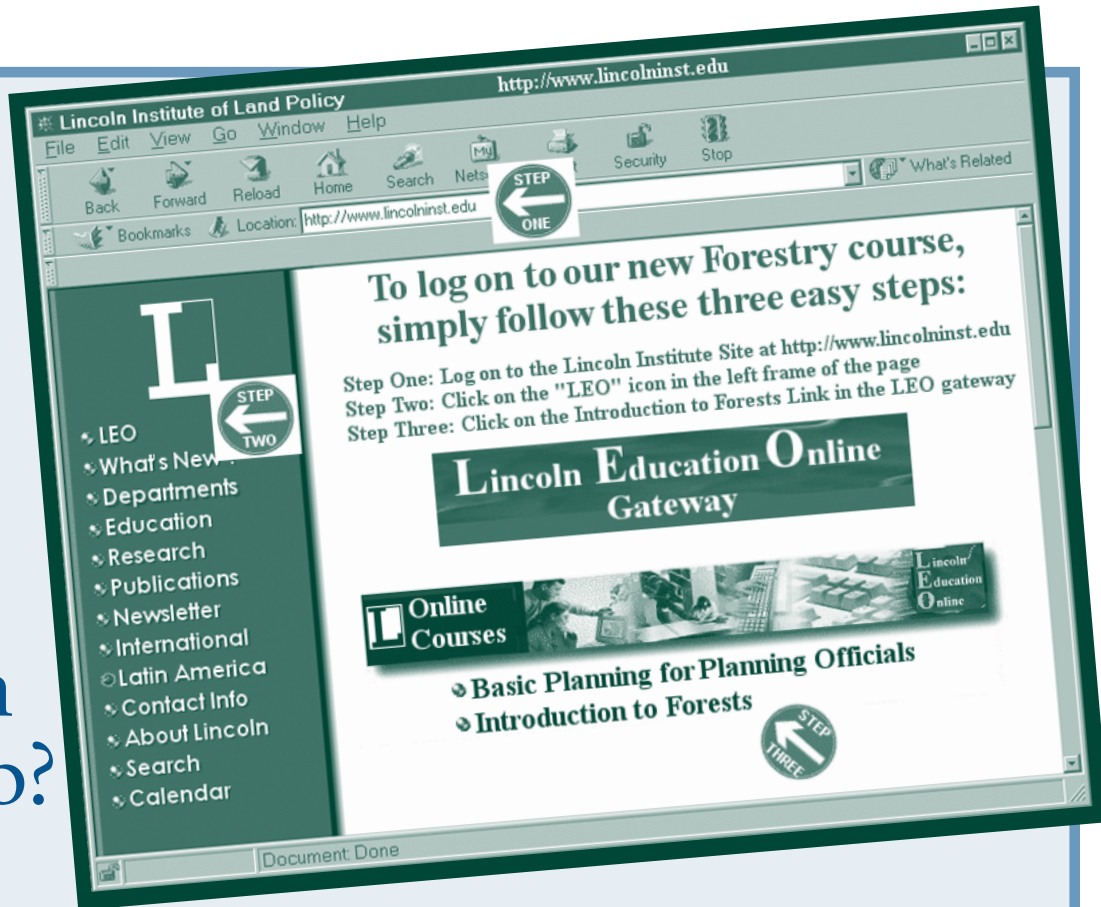 Lincoln Institute of Land Policy
http://www.lincolninst.edu
File Edit View Go Window Help
Back Forward Reload Home Search Security Stop
Bookmarks Location: http://www.lincolninst.edu What's Related
STEP
ONE
L
STEP
TWO
LEO
What's New
Departments
Education
Research
Publications
Newsletter
International
Latin America
Contact Info
About Lincoln
Search
Calendar
To log on to our new Forestry course,
simply follow these three easy steps:
Step One: Log on to the Lincoln Institute Site at http://www.lincolninst.edu
Step Two: Click on the "LEO" icon in the left frame of the page
Step Three: Click on the Introduction to Forests Link in the LEO gateway
Lincoln Education Online
Gateway
L Online
Courses
Lincoln
Education
Online
Basic Planning for Planning Officials
Introduction to Forests
STEP
THREE
Document: Done